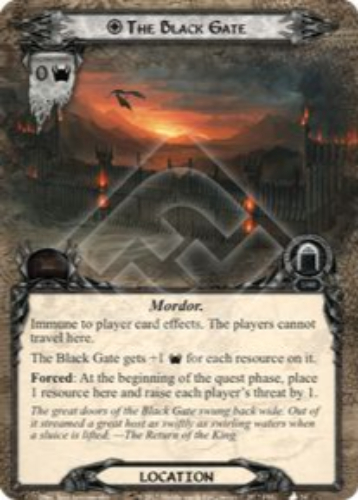 THE BLACK GATE
0
Mordor.
Immune to player card effects. The players cannot
travel here.
The Black Gate gets +1 for each resource on it.
Forced: At the beginning of the quest phase, place
1 resource here and raise each player's threat by 1.
The great doors of the Black Gate swung back wide. Out of
it streamed a great host as swiftly as swirling waters when
a sluice is lifted. —The Return of the King
LOCATION